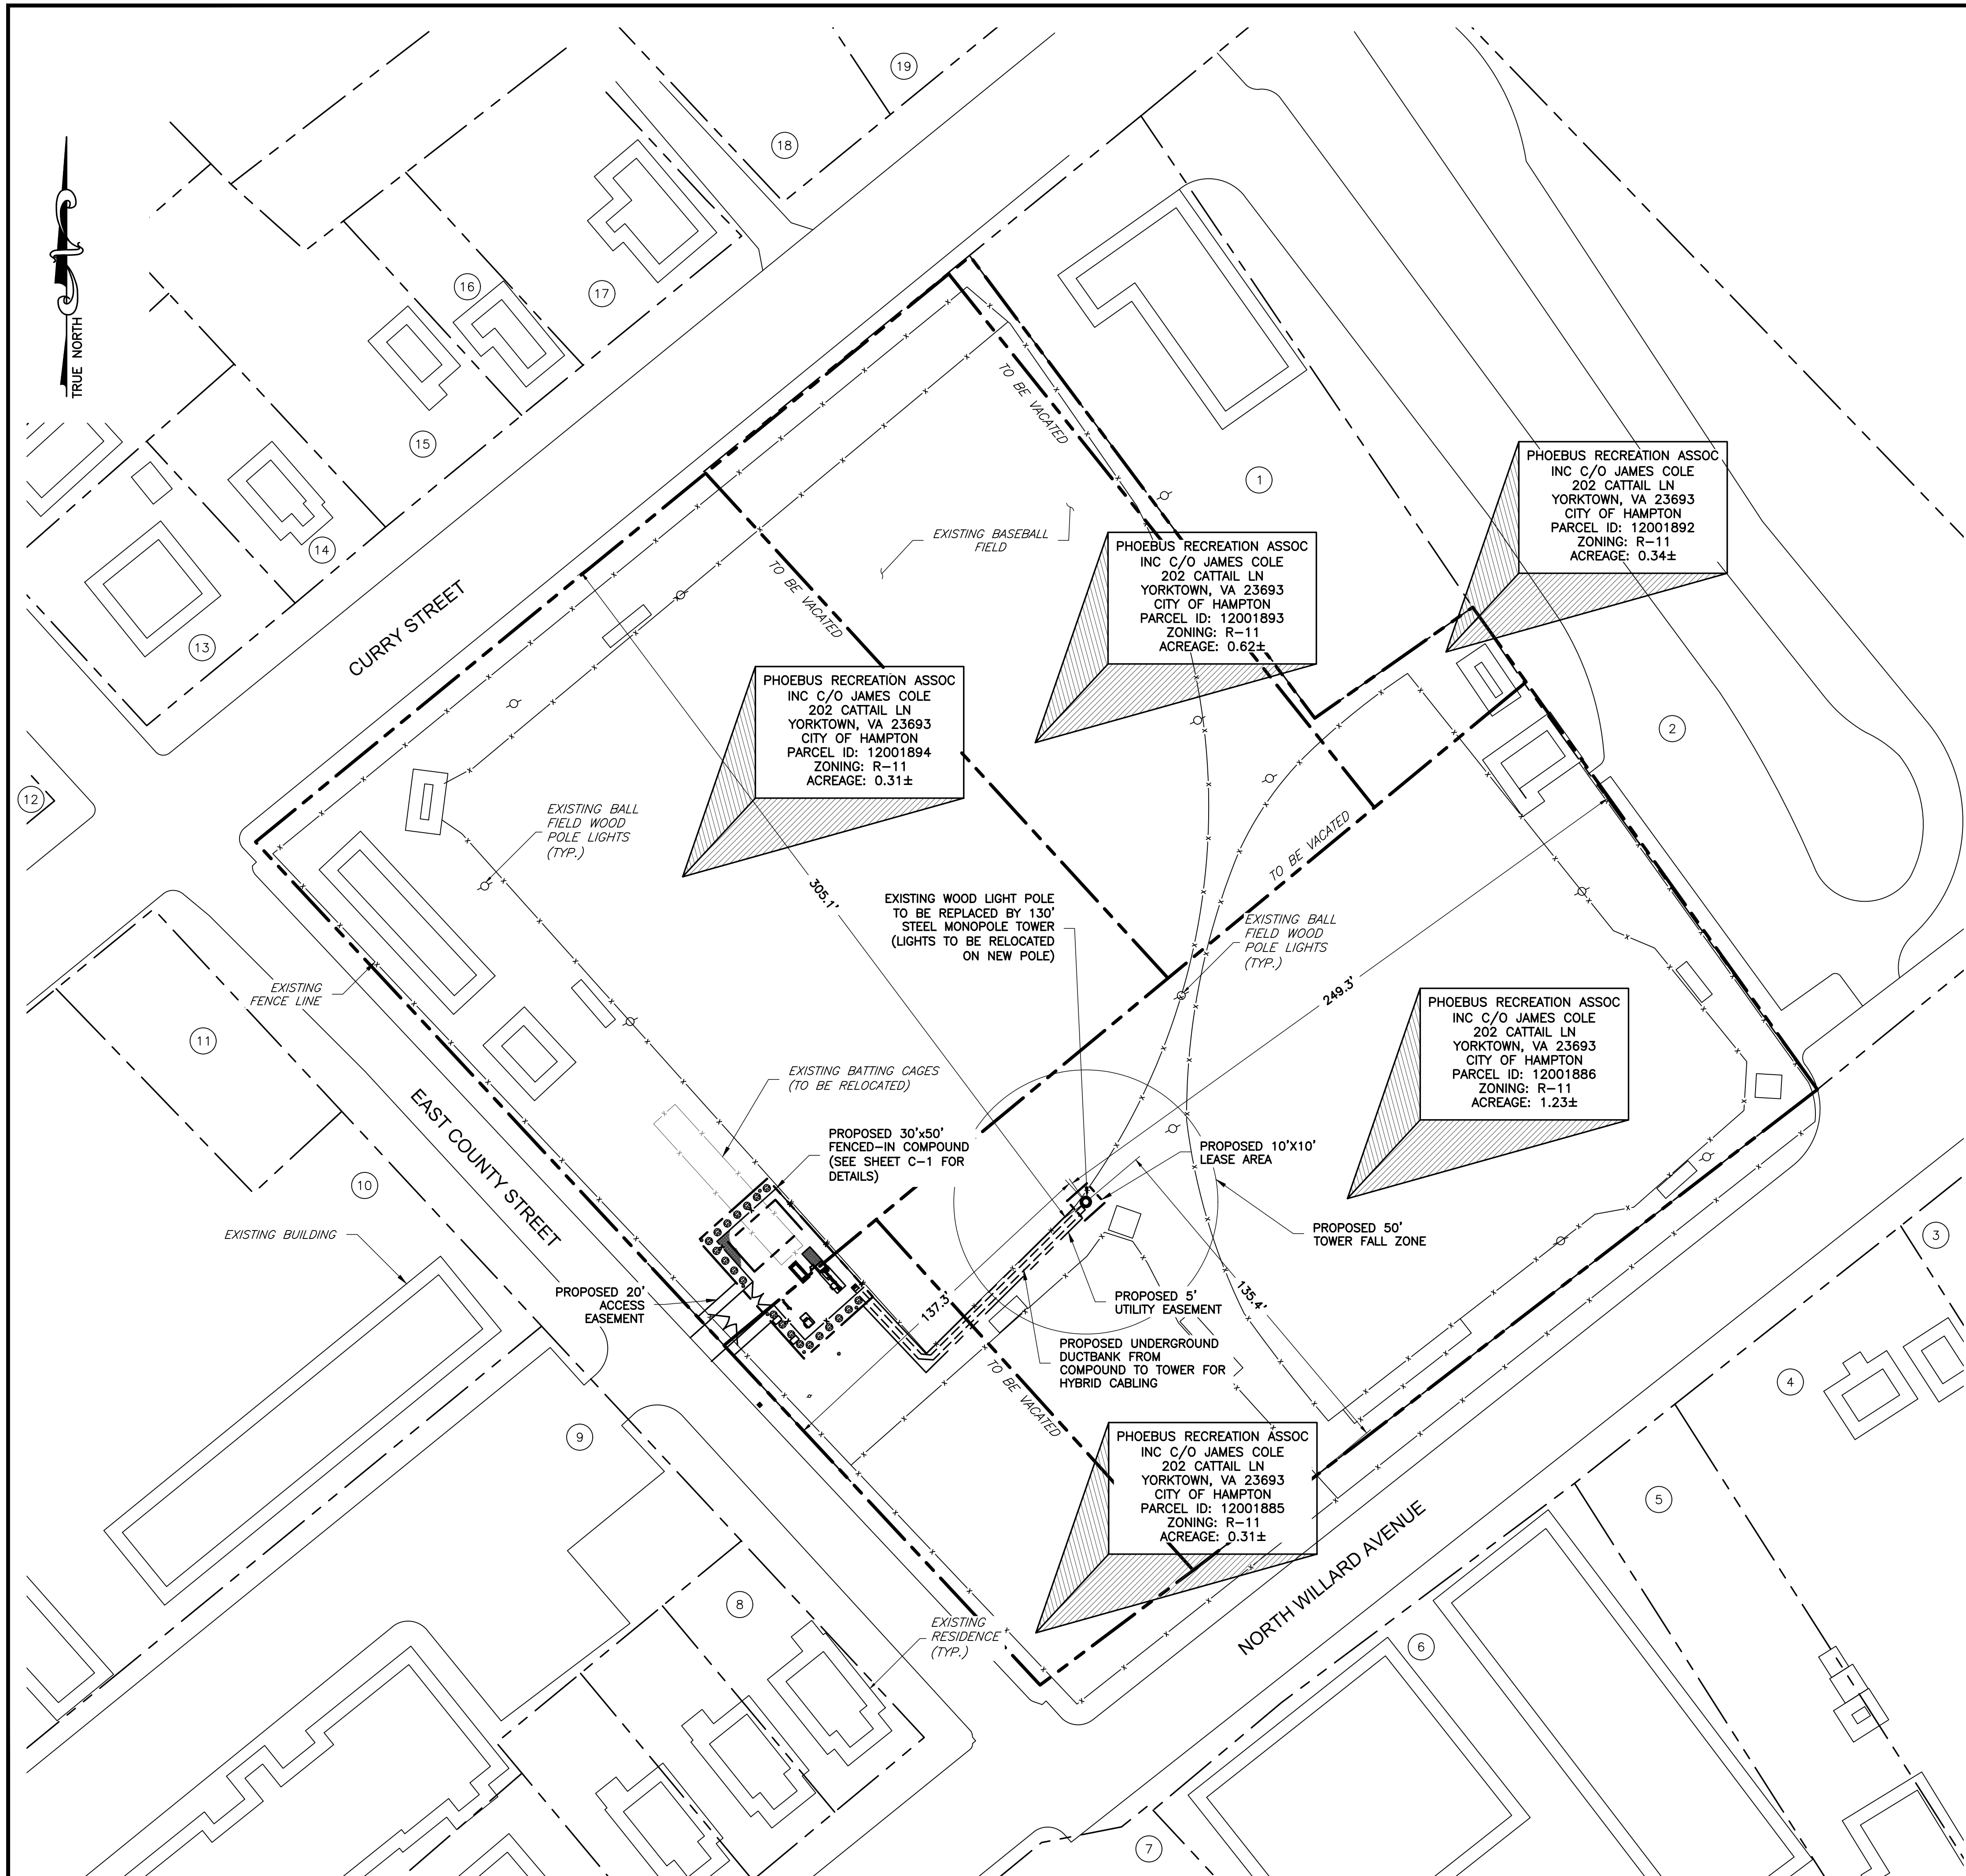 19
18
TRUE NORTH
16
17
15
14
13
12
CURRY STREET
TO BE VACATED
1
EXISTING BASEBALL
FIELD
TO BE VACATED
PHOEBUS RECREATION ASSOC
INC C/O JAMES COLE
202 CATTAIL LN
YORKTOWN, VA 23693
CITY OF HAMPTON
PARCEL ID: 12001892
ZONING: R-11
ACREAGE: 0.34±
PHOEBUS RECREATION ASSOC
INC C/O JAMES COLE
202 CATTAIL LN
YORKTOWN, VA 23693
CITY OF HAMPTON
PARCEL ID: 12001893
ZONING: R-11
ACREAGE: 0.62±
PHOEBUS RECREATION ASSOC
INC C/O JAMES COLE
202 CATTAIL LN
YORKTOWN, VA 23693
CITY OF HAMPTON
PARCEL ID: 12001894
ZONING: R-11
ACREAGE: 0.31±
2
EXISTING BALL
FIELD WOOD
POLE LIGHTS
(TYP.)
305.1'
TO BE VACATED
EXISTING WOOD LIGHT POLE
TO BE REPLACED BY 130'
STEEL MONOPOLE TOWER
(LIGHTS TO BE RELOCATED
ON NEW POLE)
EXISTING BALL
FIELD WOOD
POLE LIGHTS
(TYP.)
249.3'
EXISTING
FENCE LINE
11
PHOEBUS RECREATION ASSOC
INC C/O JAMES COLE
202 CATTAIL LN
YORKTOWN, VA 23693
CITY OF HAMPTON
PARCEL ID: 12001886
ZONING: R-11
ACREAGE: 1.23±
EAST COUNTY STREET
EXISTING BATTING CAGES
(TO BE RELOCATED)
PROPOSED 30'x50'
FENCED-IN COMPOUND
(SEE SHEET C-1 FOR
DETAILS)
PROPOSED 10'X10'
LEASE AREA
10
EXISTING BUILDING
PROPOSED 50'
TOWER FALL ZONE
3
PROPOSED 20'
ACCESS
EASEMENT
137.3'
135.4'
PROPOSED 5'
UTILITY EASEMENT
PROPOSED UNDERGROUND
DUCTBANK FROM
COMPOUND TO TOWER FOR
HYBRID CABLING
TO BE VACATED
4
9
PHOEBUS RECREATION ASSOC
INC C/O JAMES COLE
202 CATTAIL LN
YORKTOWN, VA 23693
CITY OF HAMPTON
PARCEL ID: 12001885
ZONING: R-11
ACREAGE: 0.31±
5
NORTH WILLARD AVENUE
8
EXISTING
RESIDENCE
(TYP.)
6
7